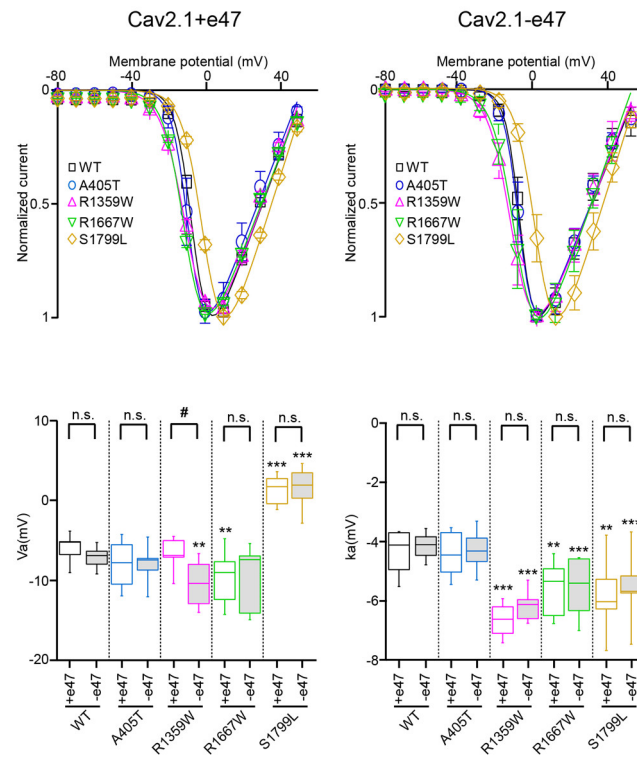 Cav2.1+e47
Cav2.1-e47
Membrane potential (mV)
-80 -40 0 40
0
0.5
1
Normalized current
WT
A405T
R1359W
R1667W
S1799L
Membrane potential (mV)
-80 -40 0 40
0
0.5
1
Normalized current
WT
A405T
R1359W
R1667W
S1799L
n.s. n.s. # n.s. n.s.
10
0
-10
-20
Va(mV)
*** ***
** **
+e47 -e47 +e47 -e47 +e47 -e47 +e47 -e47 +e47 -e47
WT A405T R1359W R1667W S1799L
n.s. n.s. n.s. n.s. n.s.
-2
-4
-6
-8
ka(mV)
*** *** ** *** ** ***
+e47 -e47 +e47 -e47 +e47 -e47 +e47 -e47 +e47 -e47
WT A405T R1359W R1667W S1799L